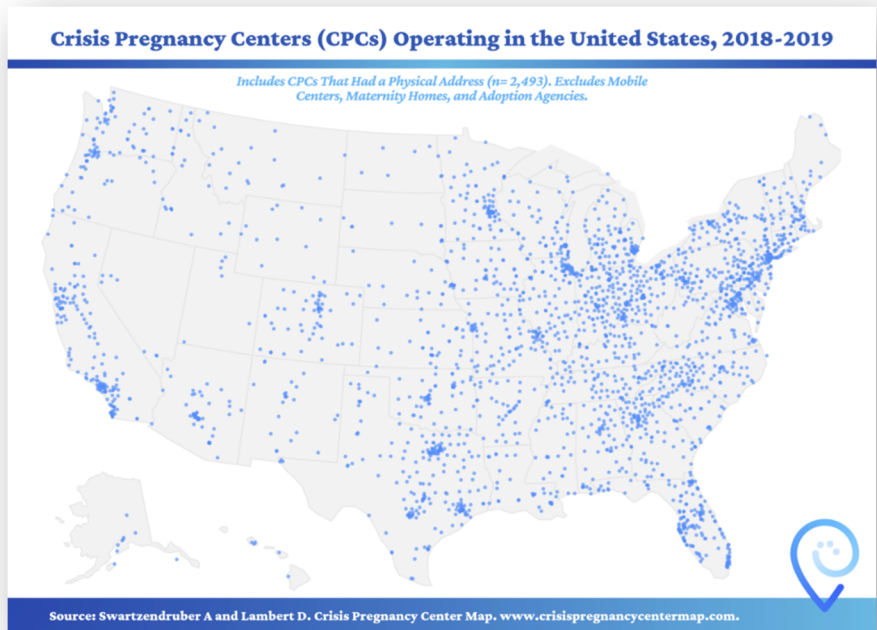 Crisis Pregnancy Centers (CPCs) Operating in the United States, 2018-2019
Includes CPCs That Had a Physical Address (n= 2,493). Excludes Mobile
Centers, Maternity Homes, and Adoption Agencies.
Source: Swartzendruber A and Lambert D. Crisis Pregnancy Center Map. www.crisispregnancycentermap.com.